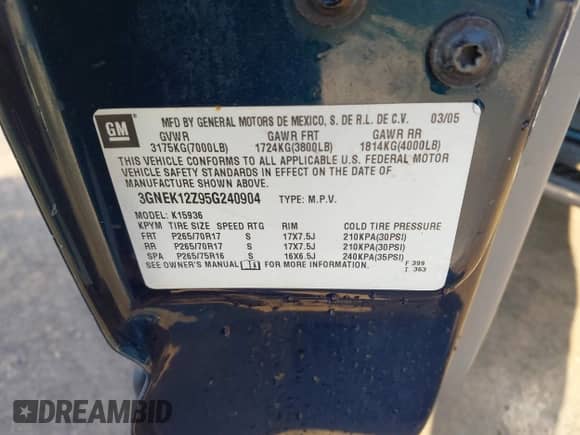 GM
MFD BY GENERAL MOTORS DE MEXICO, S. DE R.L. DE C.V. 03/05
GVWR GAWR FRT GAWR RR
3175KG(7000LB) 1724KG(3800LB) 1814KG(4000LB)
THIS VEHICLE CONFORMS TO ALL APPLICABLE U.S. FEDERAL MOTOR
VEHICLE SAFETY STANDARDS IN EFFECT ON THE DATE OF
MANUFACTURE SHOWN ABOVE.
3GNEK12Z95G240904 TYPE: M.P.V.
MODEL: K15936
KPYM TIRE SIZE SPEED RTG RIM COLD TIRE PRESSURE
FRT P265/70R17 S 17X7.5J 210KPA(30PSI)
RR P265/70R17 S 17X7.5J 210KPA(30PSI)
SPA P265/75R16 S 16X6.5J 240KPA(35PSI)
SEE OWNER'S MANUAL FOR MORE INFORMATION.
F 399
I 363
DREAMBID